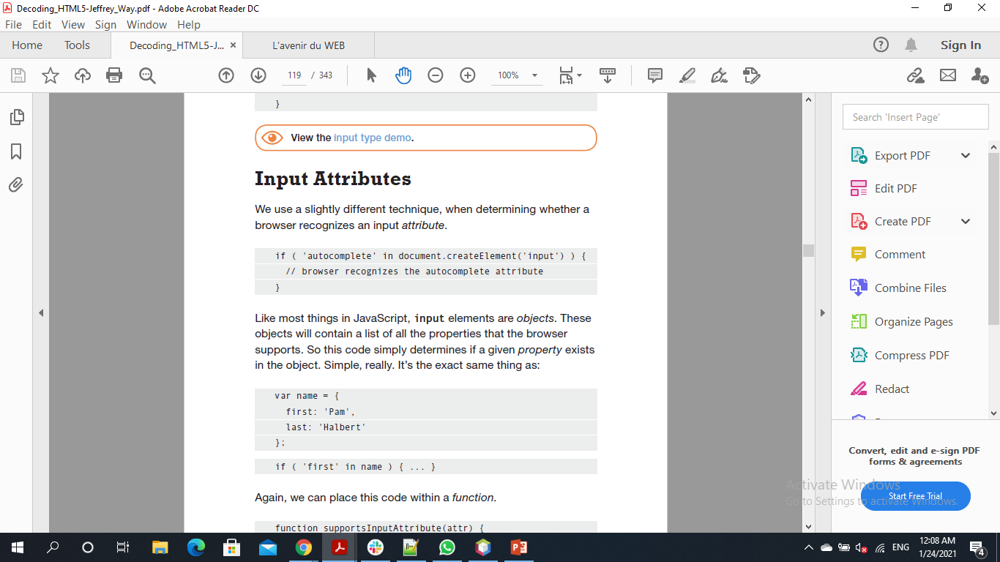 Decoding_HTML5-Jeffrey_Way.pdf - Adobe Acrobat Reader DC
File Edit View Sign Window Help
Home Tools Decoding_HTML5-J... × L'avenir du WEB Sign In
119 / 343 100%
}
View the input type demo.
Input Attributes
We use a slightly different technique, when determining whether a
browser recognizes an input attribute.
if ( 'autocomplete' in document.createElement('input') ) {
// browser recognizes the autocomplete attribute
}
Like most things in JavaScript, input elements are objects. These
objects will contain a list of all the properties that the browser
supports. So this code simply determines if a given property exists
in the object. Simple, really. It's the exact same thing as:
var name = {
first: 'Pam',
last: 'Halbert'
};
if ( 'first' in name ) { ... }
Again, we can place this code within a function.
function supportsInputAttribute(attr) {
Search 'Insert Page'
Export PDF
Edit PDF
Create PDF
Comment
Combine Files
Organize Pages
Compress PDF
Redact
Convert, edit and e-sign PDF
forms & agreements
Start Free Trial
Activate Windows
Go to Settings to activate Windows.
ENG
12:08 AM
1/24/2021
4